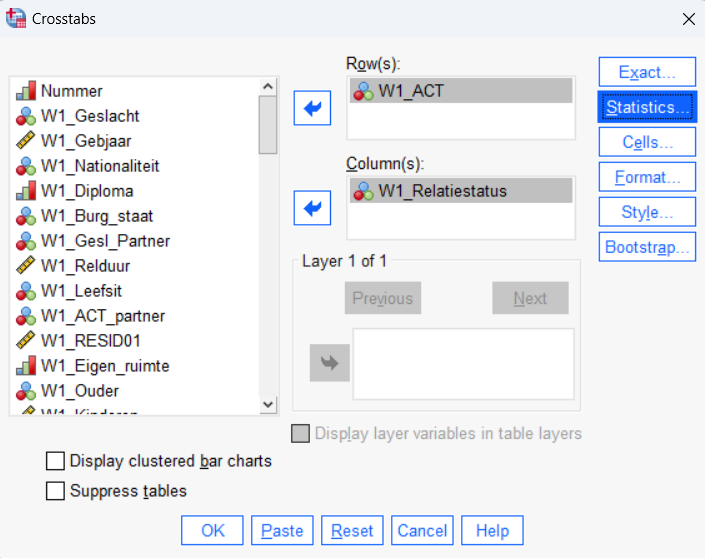 Crosstabs
Nummer
W1_Geslacht
W1_Gebjaar
W1_Nationaliteit
W1_Diploma
W1_Burg_staat
W1_Gesl_Partner
W1_Relduur
W1_Leefsit
W1_ACT_partner
W1_RESID01
W1_Eigen_ruimte
W1_Ouder
W1_Kinderen
Row(s):
W1_ACT
Column(s):
W1_Relatiestatus
Layer 1 of 1
Previous Next
Display layer variables in table layers
Exact...
Statistics...
Cells...
Format...
Style...
Bootstrap...
Display clustered bar charts
Suppress tables
OK Paste Reset Cancel Help